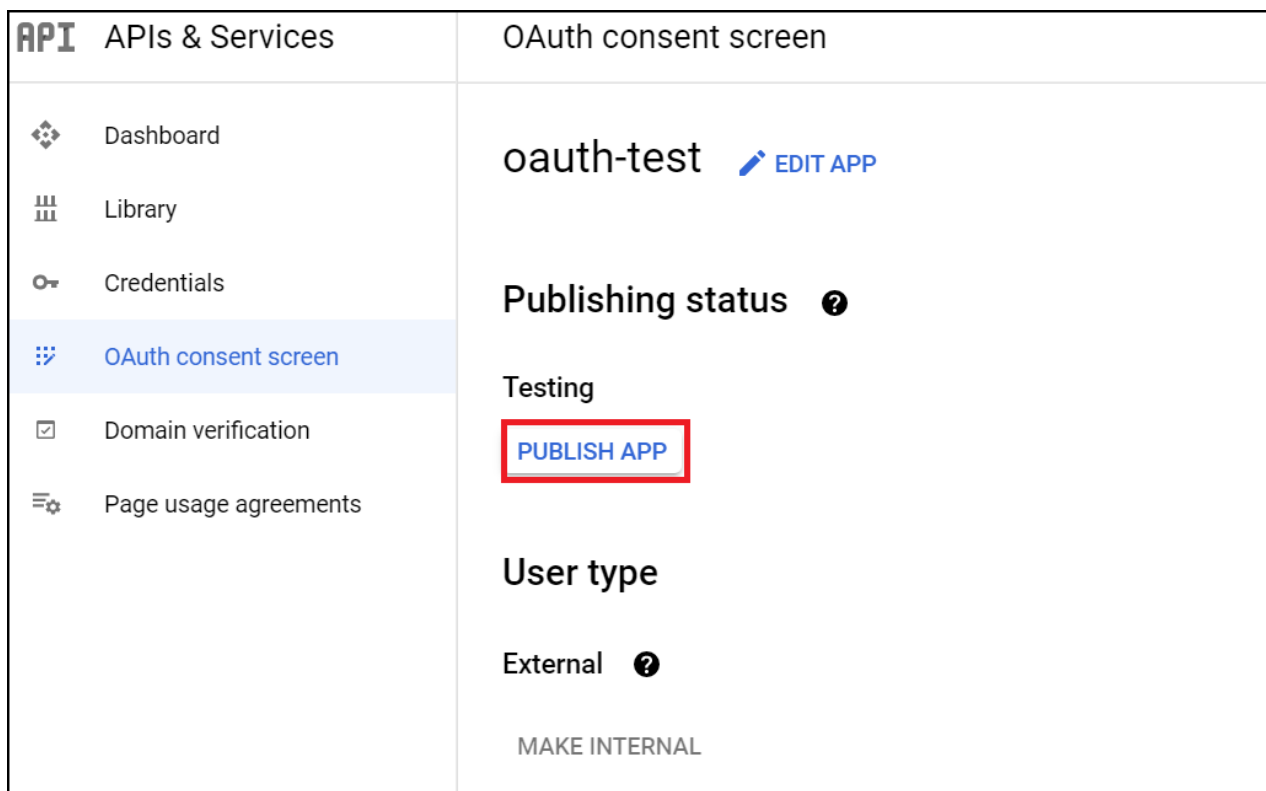 API APIs & Services
OAuth consent screen
Dashboard
Library
Credentials
OAuth consent screen
Domain verification
Page usage agreements
oauth-test EDIT APP
Publishing status ?
Testing
PUBLISH APP
User type
External ?
MAKE INTERNAL